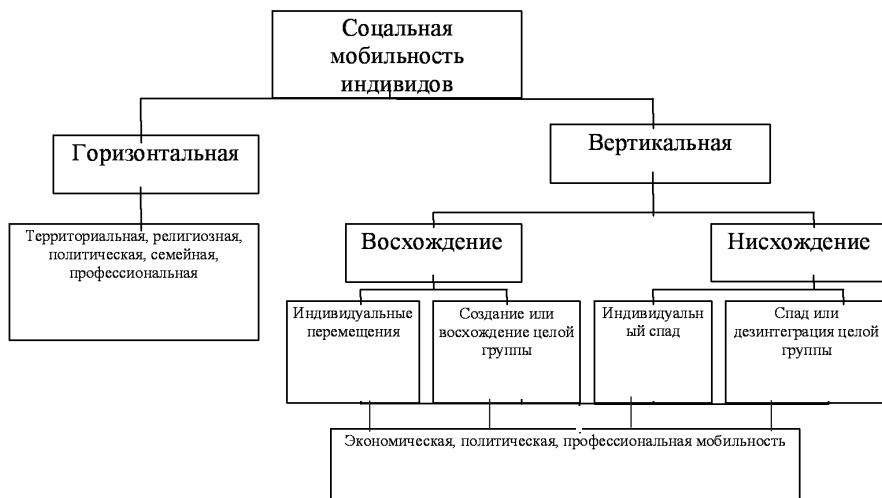 Соцальная
мобильность
индивидов
Горизонтальная
Вертикальная
Территориальная, религиозная,
политическая, семейная,
профессиональная
Восхождение
Нисхождение
Индивидуальные
перемещения
Создание или
восхождение целой
группы
Индивидуальн
ый спад
Спад или
дезинтеграция целой
группы
Экономическая, политическая, профессиональная мобильность